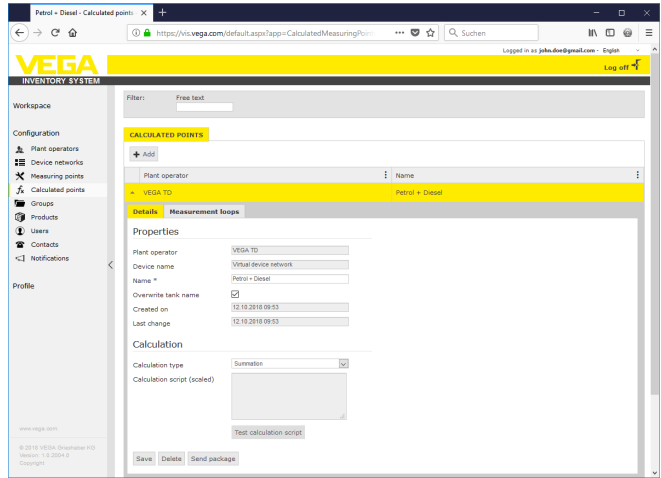 Petrol + Diesel - Calculated points
https://vis.vega.com/default.aspx?app=CalculatedMeasuringPoint
Suchen
Logged in as john.doe@gmail.com - English
VEGA
Log off
INVENTORY SYSTEM
Workspace
Configuration
Plant operators
Device networks
Measuring points
Calculated points
Groups
Products
Users
Contacts
Notifications
Profile
www.vega.com
© 2018 VEGA Grieshaber KG
Version: 1.0.2004.0
Copyright
Filter:
Free text
CALCULATED POINTS
+ Add
Plant operator
Name
VEGA TD
Petrol + Diesel
Details
Measurement loops
Properties
Plant operator
VEGA TD
Device name
Virtual device network
Name *
Petrol + Diesel
Overwrite tank name
Created on
12.10.2018 09:53
Last change
12.10.2018 09:53
Calculation
Calculation type
Summation
Calculation script (scaled)
Test calculation script
Save
Delete
Send package